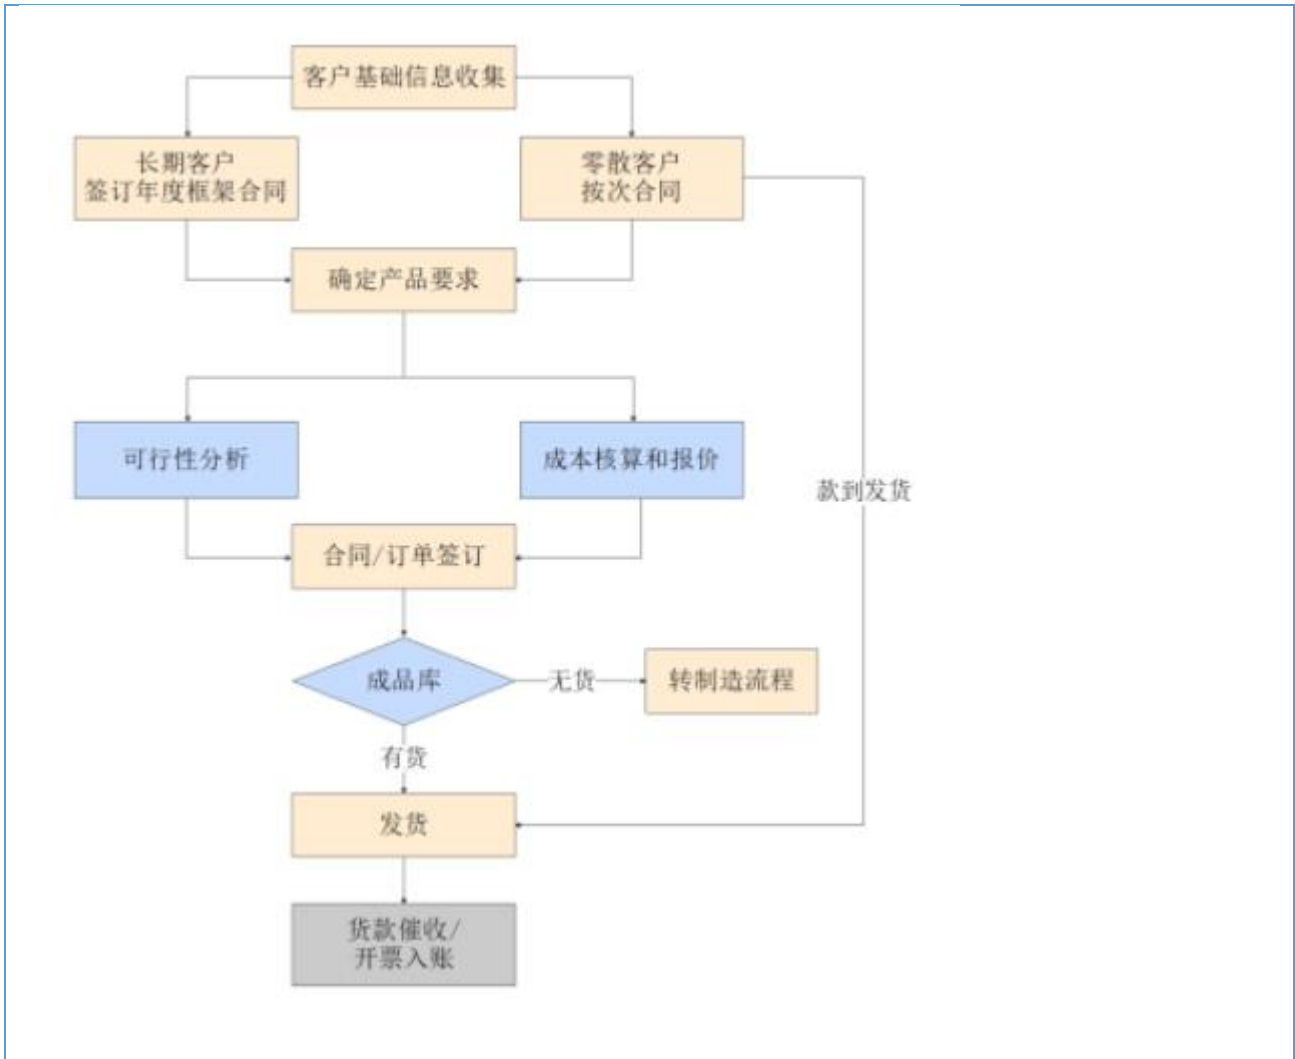 客户基础信息收集
长期客户
签订年度框架合同
零散客户
按次合同
确定产品要求
可行性分析
成本核算和报价
款到发货
合同/订单签订
成品库
无货
转制造流程
有货
发货
货款催收/
开票入账